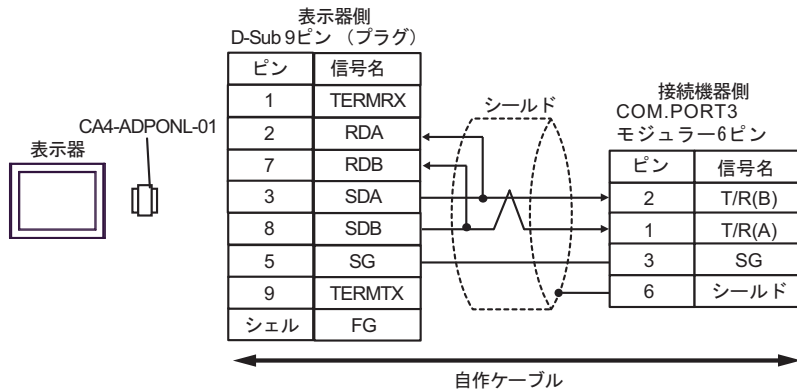 表示器側
D-Sub 9ピン （プラグ）
ピン 信号名
1 TERMRX
2 RDA
7 RDB
3 SDA
8 SDB
5 SG
9 TERMTX
シェル FG
CA4-ADPONL-01
表示器
シールド
接続機器側
COM.PORT3
モジュラー6ピン
ピン 信号名
2 T/R(B)
1 T/R(A)
3 SG
6 シールド
自作ケーブル